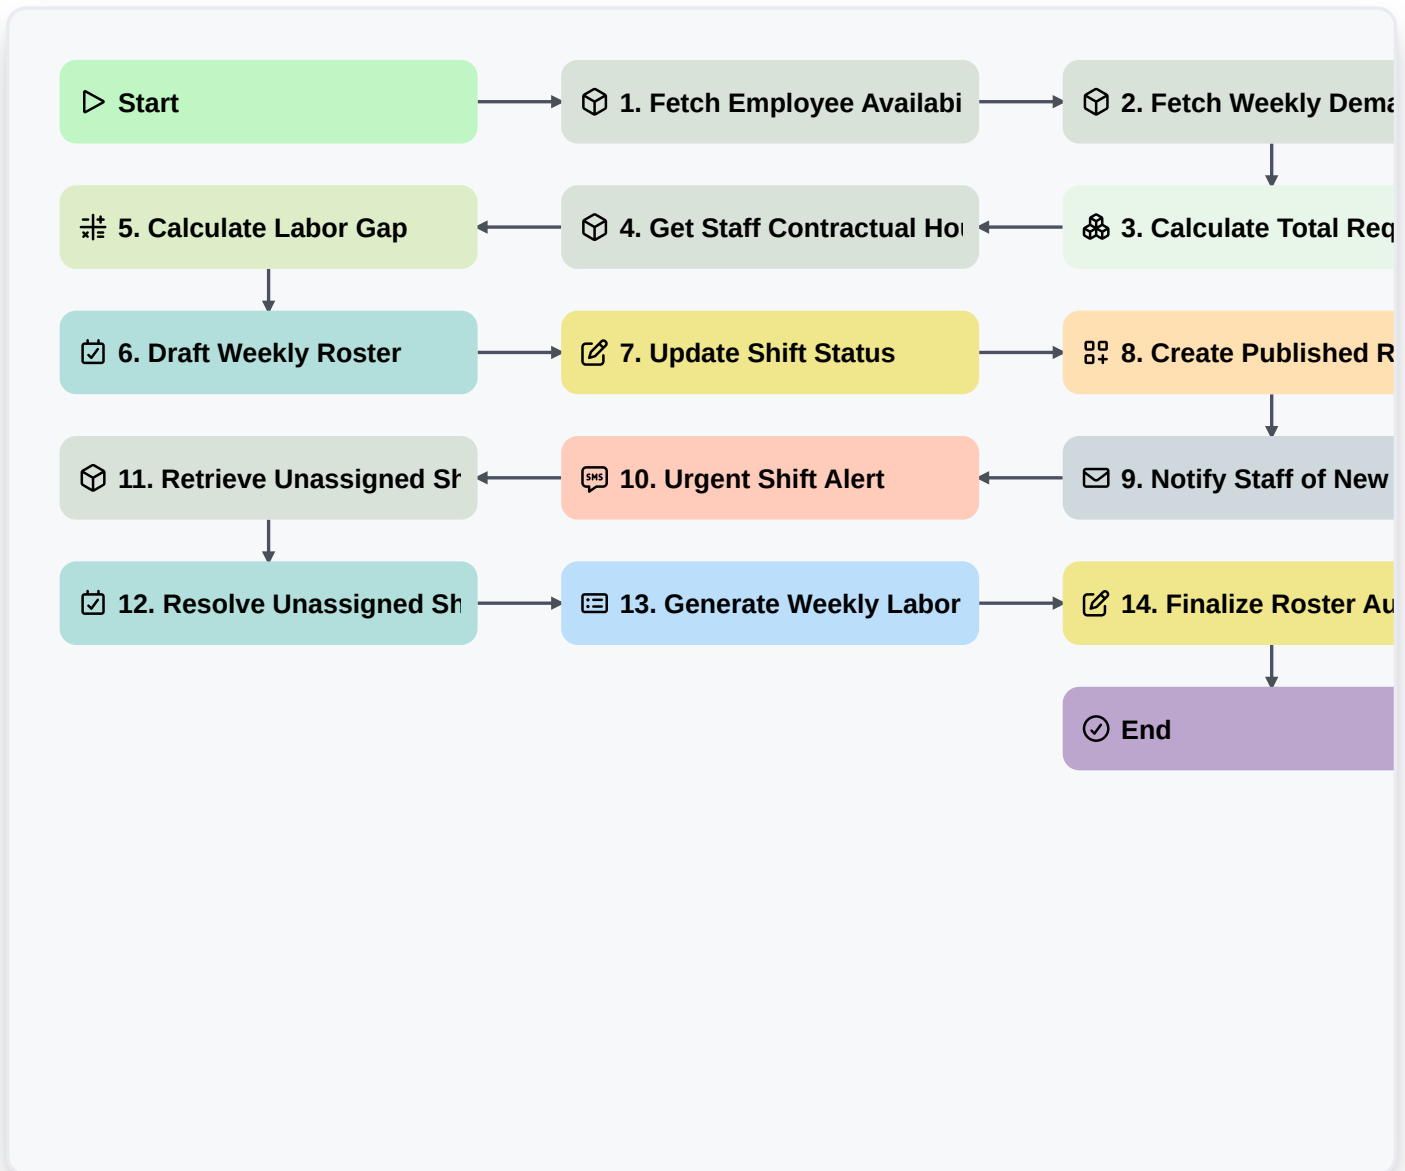 Start
1. Fetch Employee Availabi
2. Fetch Weekly Dema
5. Calculate Labor Gap
4. Get Staff Contractual Hou
3. Calculate Total Req
6. Draft Weekly Roster
7. Update Shift Status
8. Create Published R
11. Retrieve Unassigned Sh
SMS
10. Urgent Shift Alert
9. Notify Staff of New
12. Resolve Unassigned Sh
13. Generate Weekly Labor
14. Finalize Roster Au
End